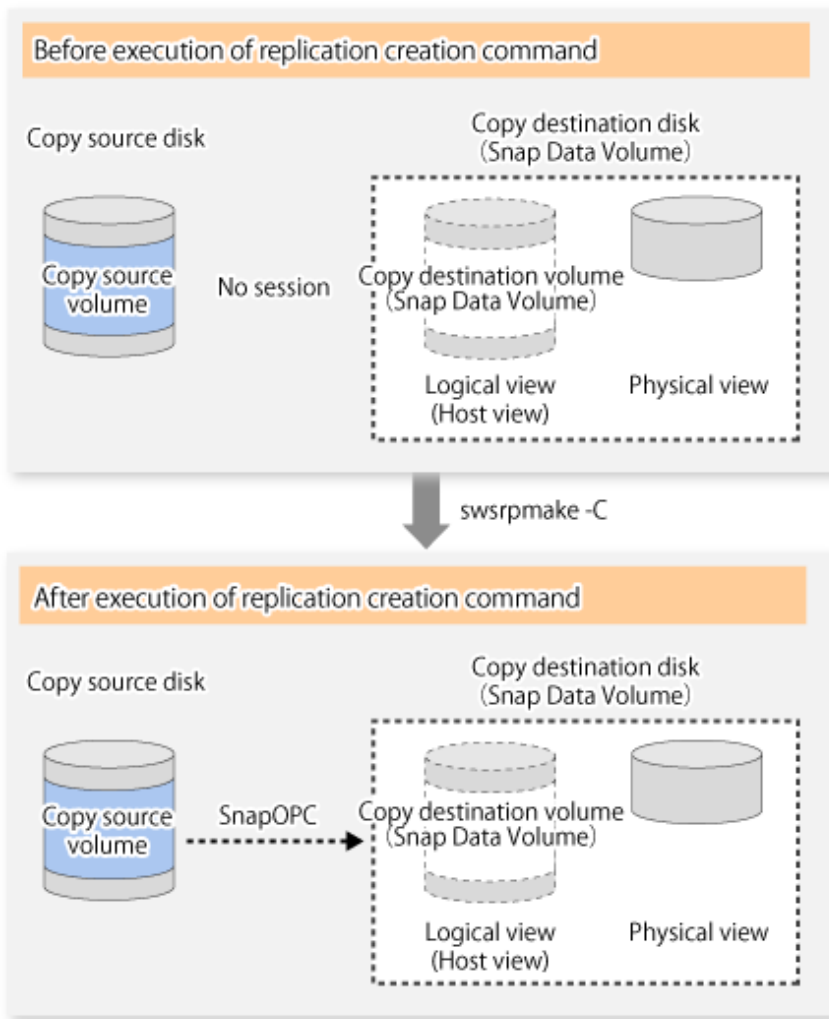 Before execution of replication creation command
Copy source disk
Copy destination disk
(Snap Data Volume)
Copy source
volume
No session
Copy destination volume
(Snap Data Volume)
Logical view
(Host view)
Physical view
swsrpmake -C
After execution of replication creation command
Copy source disk
Copy destination disk
(Snap Data Volume)
Copy source
volume
SnapOPC
Copy destination volume
(Snap Data Volume)
Logical view
(Host view)
Physical view